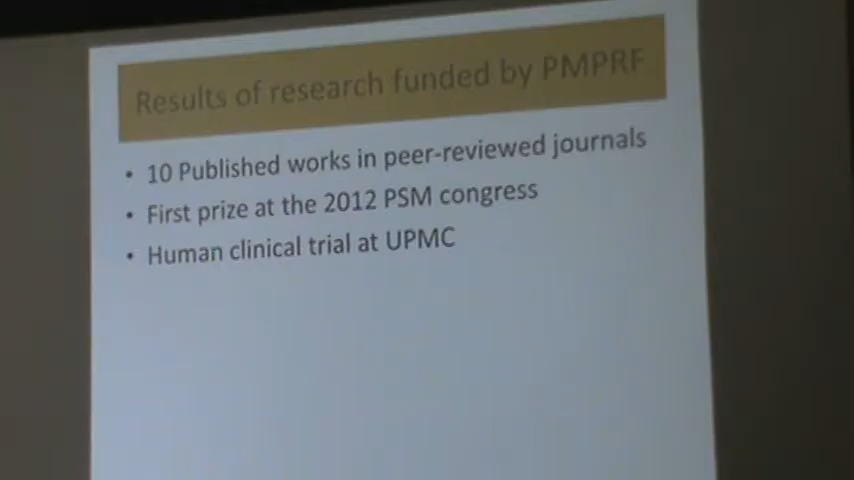 Results of research funded by PMPRF
• 10 Published works in peer-reviewed journals
• First prize at the 2012 PSM congress
• Human clinical trial at UPMC